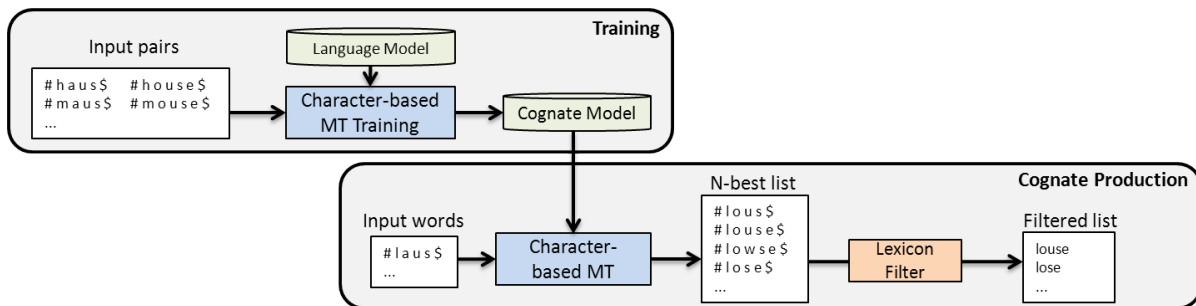 Training
Input pairs
Language Model
# h a u s $ # h o u s e $
# m a u s $ # m o u s e $
...
Character-based
MT Training
Cognate Model
Cognate Production
N-best list
Input words
# l a u s $
...
Character-
based MT
# l o u s $
# l o u s e $
# l o w s e $
# l o s e $
...
Lexicon
Filter
Filtered list
louse
lose
...